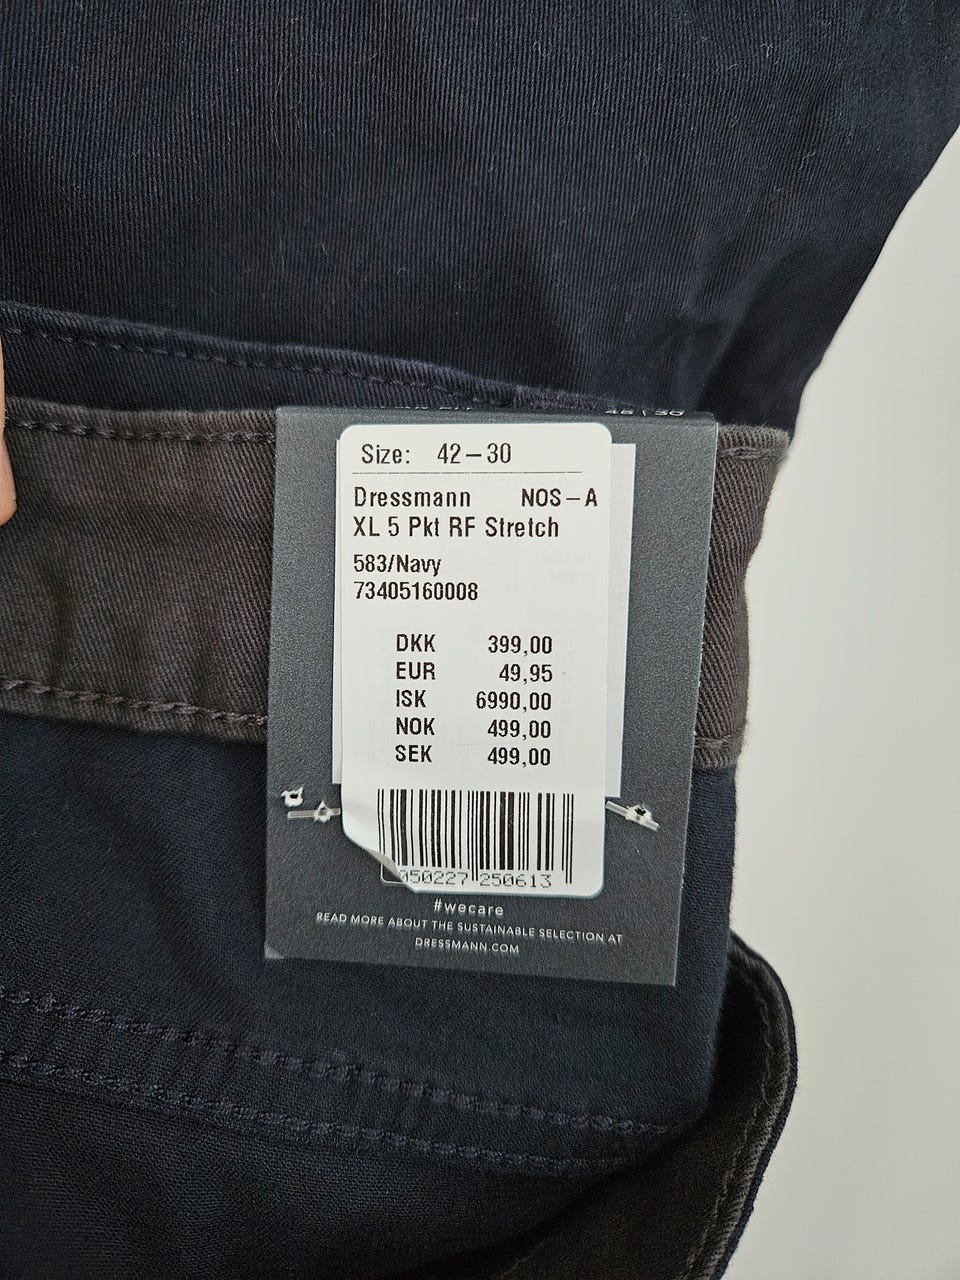 Size: 42-30
Dressmann NOS-A
XL 5 Pkt RF Stretch
583/Navy
73405160008
DKK 399,00
EUR 49,95
ISK 6990,00
NOK 499,00
SEK 499,00
050227 250613
#wecare
READ MORE ABOUT THE SUSTAINABLE SELECTION AT
DRESSMANN.COM